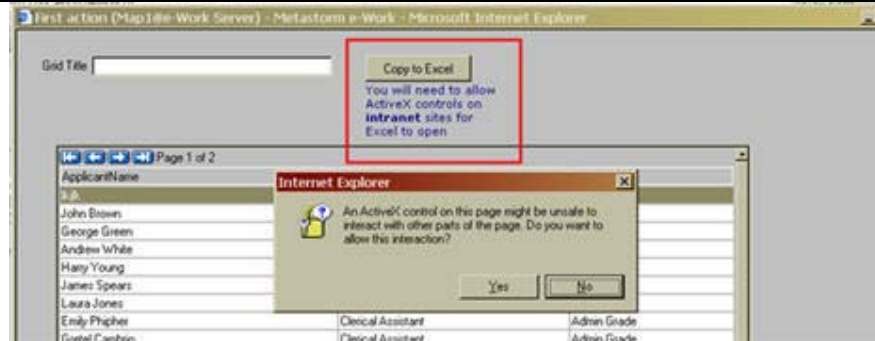 First action (Map1@e-Work Server) - Metastorm e-Work - Microsoft Internet Explorer
Grid Title
Copy to Excel
You will need to allow
ActiveX controls on
intranet sites for
Excel to open
Page 1 of 2
ApplicantName
John Brown
George Green
Andrew White
Harry Young
James Spears
Laura Jones
Emily Phipher Clerical Assistant Admin Grade
Clerical Assistant Admin Grade
Internet Explorer
An ActiveX control on this page might be unsafe to
interact with other parts of the page. Do you want to
allow this interaction?
Yes No